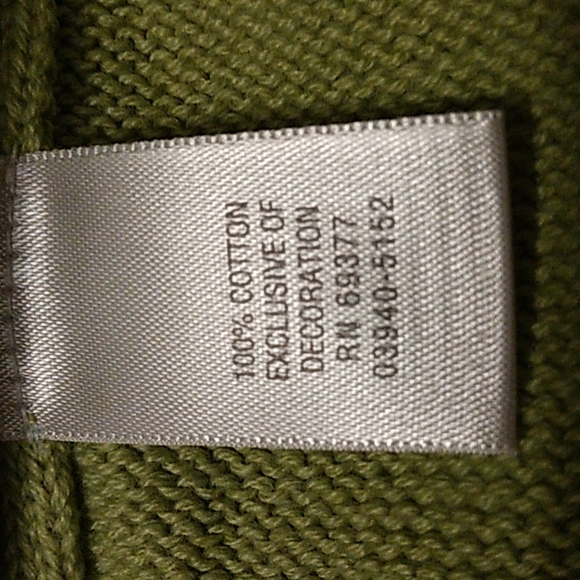 100% COTTON
EXCLUSIVE OF
DECORATION
RN 69377
03940-5152